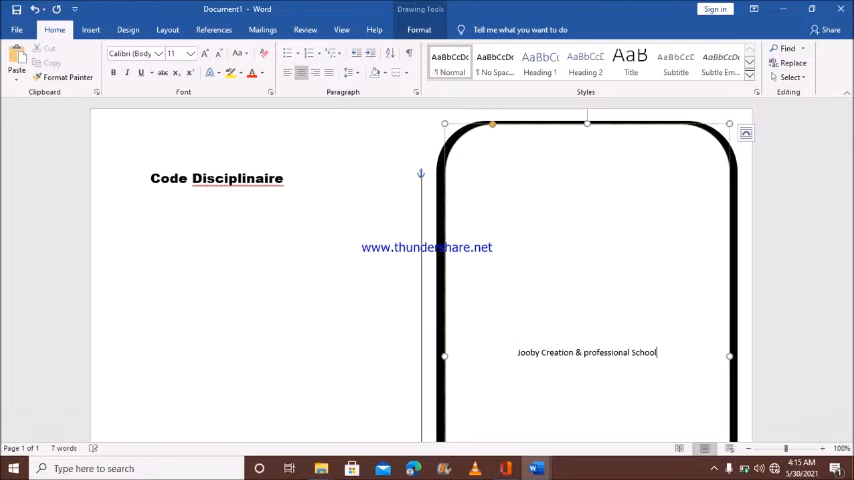 Document1 - Word
Drawing Tools
Sign in
File
Home
Insert
Design
Layout
References
Mailings
Review
View
Help
Format
Tell me what you want to do
Share
Paste
Cut
Copy
Format Painter
Clipboard
Calibri (Body)
11
Font
Paragraph
AaBbCcDc
¶ Normal
AaBbCcDc
¶ No Spac...
AaBbCc
Heading 1
AaBbCcD
Heading 2
AaB
Title
AaBbCcD
Subtitle
AaBbCcDt
Subtle Em...
Styles
Find
Replace
Select
Editing
Code Disciplinaire
www.thundershare.net
Jooby Creation & professional School
Page 1 of 1
7 words
100%
Type here to search
4:15 AM
5/30/2021